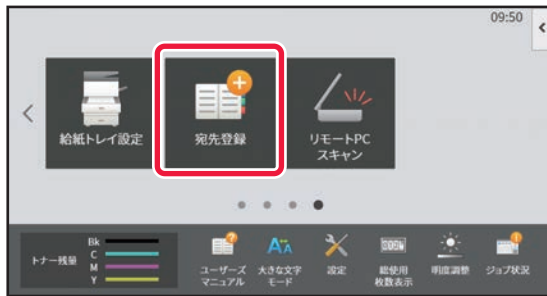 09:50
給紙トレイ設定
宛先登録
リモートPC
スキャン
トナー残量
Bk
C
M
Y
ユーザーズ
マニュアル
大きな文字
モード
設定
総使用
枚数表示
明度調整
ジョブ状況